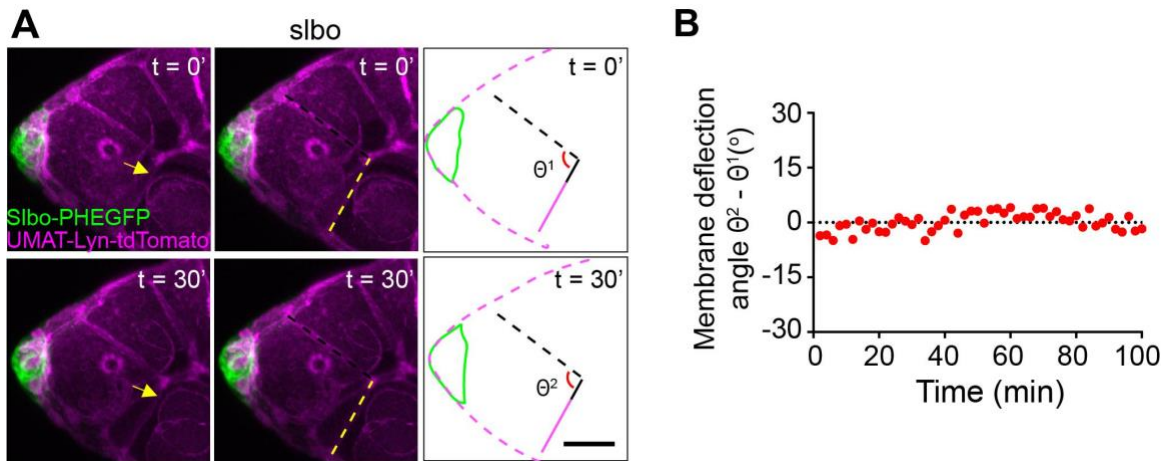 A
slbo
B
t = 0’
t = 0’
t = 0’
Θ1
Slbo-PHEGFP
UMAT-Lyn-tdTomato
t = 30’
t = 30’
t = 30’
Θ2
Membrane deflection
angle Θ2 - Θ1(o)
30
15
0
-15
-30
0
20
40
60
80
100
Time (min)